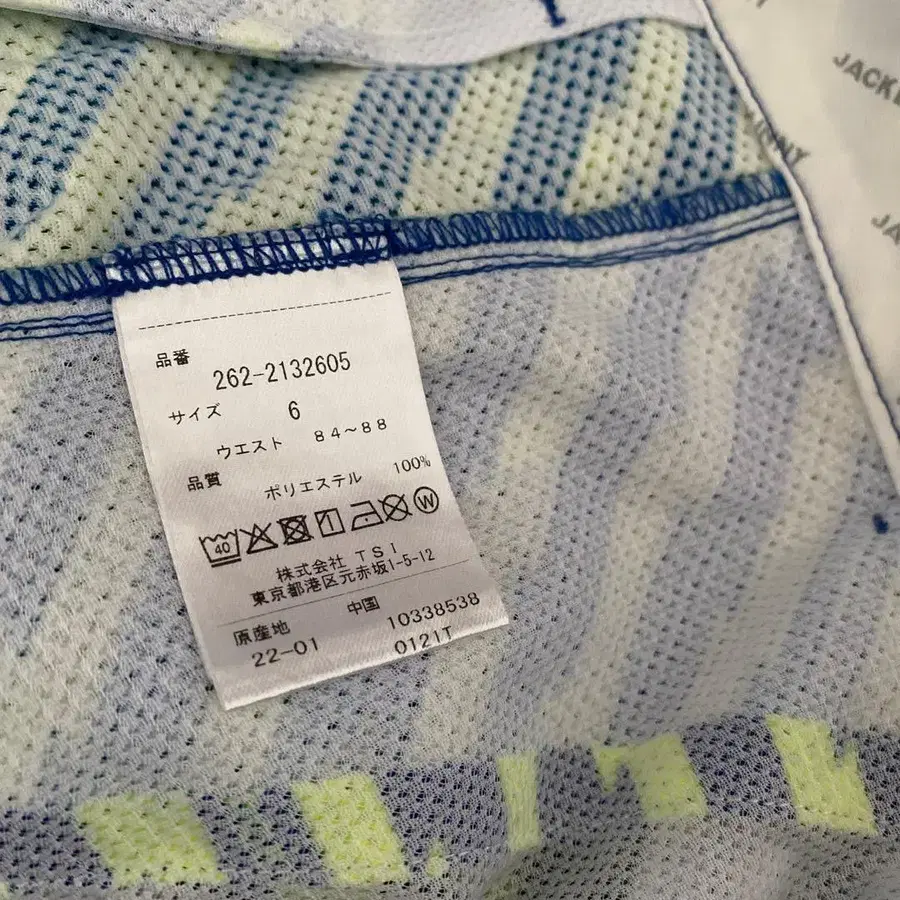 品番
262-2132605
サイズ 6
ウエスト 84~88
品質
ポリエステル 100%
40
W
株式会社 TSI
東京都港区元赤坂1-5-12
原産地 中国 10338538
22-01 0121T
JACK
JA